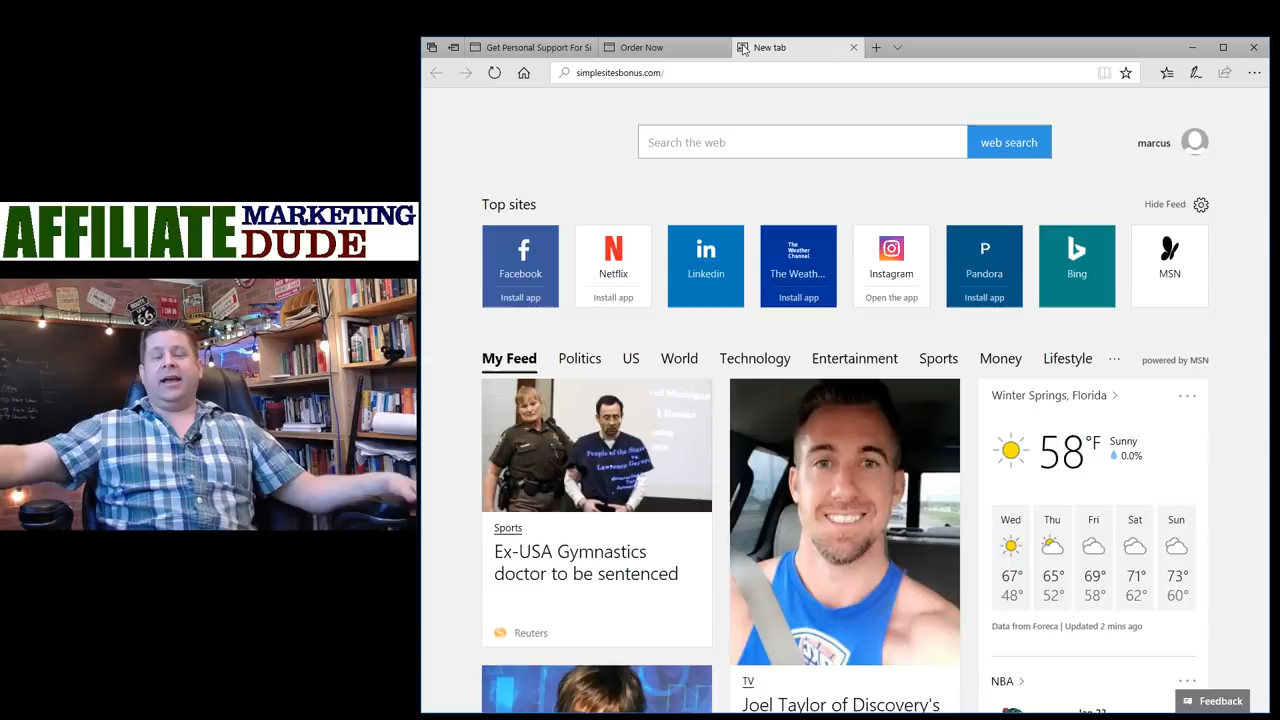 Get Personal Support For Si
Order Now
New tab
simplesitesbonus.com/
Search the web
web search
marcus
Top sites
Hide Feed
Facebook
Install app
Netflix
Install app
Linkedin
The Weather Channel
The Weath...
Install app
Instagram
Open the app
P
Pandora
Install app
Bing
MSN
AFFILIATE MARKETING DUDE
My Feed
Politics
US
World
Technology
Entertainment
Sports
Money
Lifestyle
...
powered by MSN
Sports
Ex-USA Gymnastics
doctor to be sentenced
Reuters
TV
Joel Taylor of Discovery's
Winter Springs, Florida
58°F
Sunny
0.0%
Wed Thu Fri Sat Sun
67° 65° 69° 71° 73°
48° 52° 58° 62° 60°
Data from Foreca | Updated 2 mins ago
NBA
Feedback